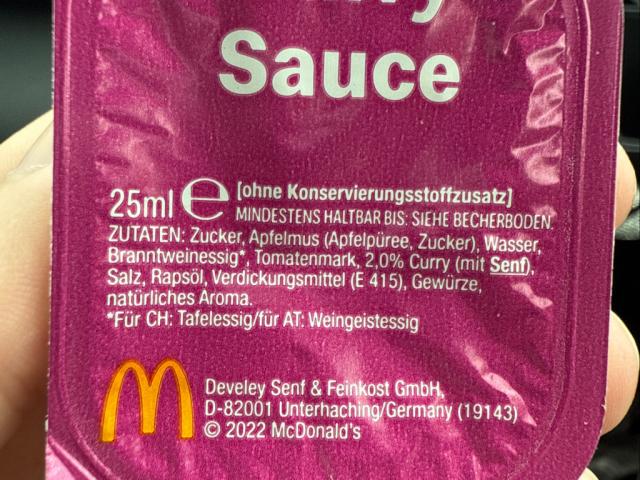 Sauce
25ml ℮ [ohne Konservierungsstoffzusatz]
MINDESTENS HALTBAR BIS: SIEHE BECHERBODEN.
ZUTATEN: Zucker, Apfelmus (Apfelpüree, Zucker), Wasser,
Branntweinessig*, Tomatenmark, 2,0% Curry (mit Senf),
Salz, Rapsöl, Verdickungsmittel (E 415), Gewürze,
natürliches Aroma.
*Für CH: Tafelessig/für AT: Weingeistessig
Develey Senf & Feinkost GmbH,
D-82001 Unterhaching/Germany (19143)
© 2022 McDonald's